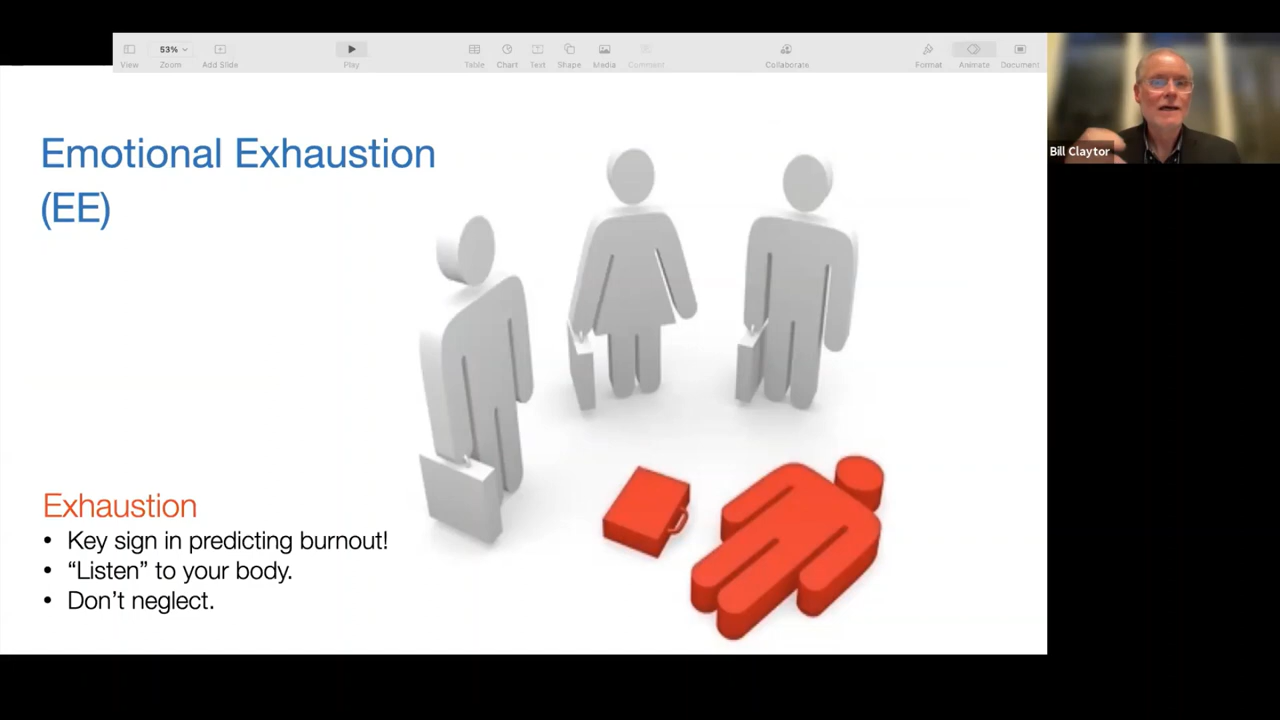 53%
View
Zoom
Add Slide
Play
Table
Chart
Text
Shape
Media
Comment
Collaborate
Format
Animate
Document
Bill Claytor
Emotional Exhaustion
(EE)
Exhaustion
• Key sign in predicting burnout!
• “Listen” to your body.
• Don’t neglect.